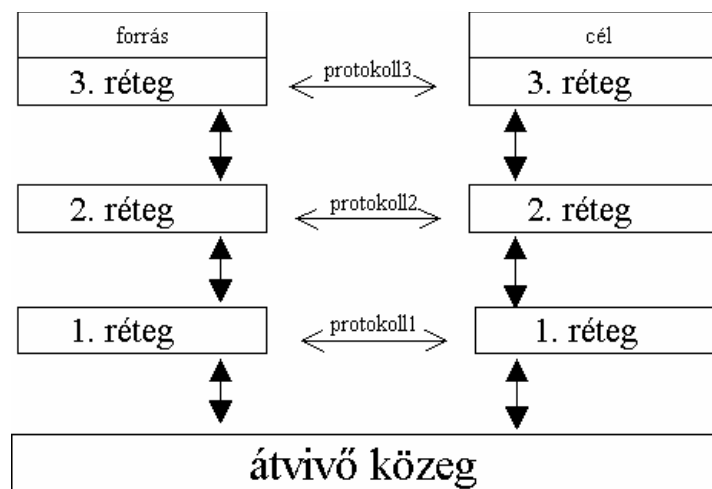 forrás
cél
3. réteg
protokoll3
3. réteg
2. réteg
protokoll2
2. réteg
1. réteg
protokoll1
1. réteg
átvivő közeg